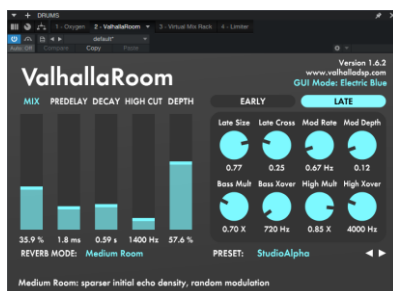 DRUMS
1 - Oxygen 2 - ValhallaRoom 3 - Virtual Mix Rack 4 - Limiter
default*
Auto: Off Compare Copy Paste
Version 1.6.2
ValhallaRoom www.valhalladsp.com
GUI Mode: Electric Blue
MIX PREDELAY DECAY HIGH CUT DEPTH EARLY LATE
Late Size Late Cross Mod Rate Mod Depth
0.77 0.25 0.67 Hz 0.12
Bass Mult Bass Xover High Mult High Xover
35.9 % 1.8 ms 0.59 s 1400 Hz 57.6 % 0.70 X 720 Hz 0.85 X 4000 Hz
REVERB MODE: Medium Room PRESET: StudioAlpha
Medium Room: sparser initial echo density, random modulation